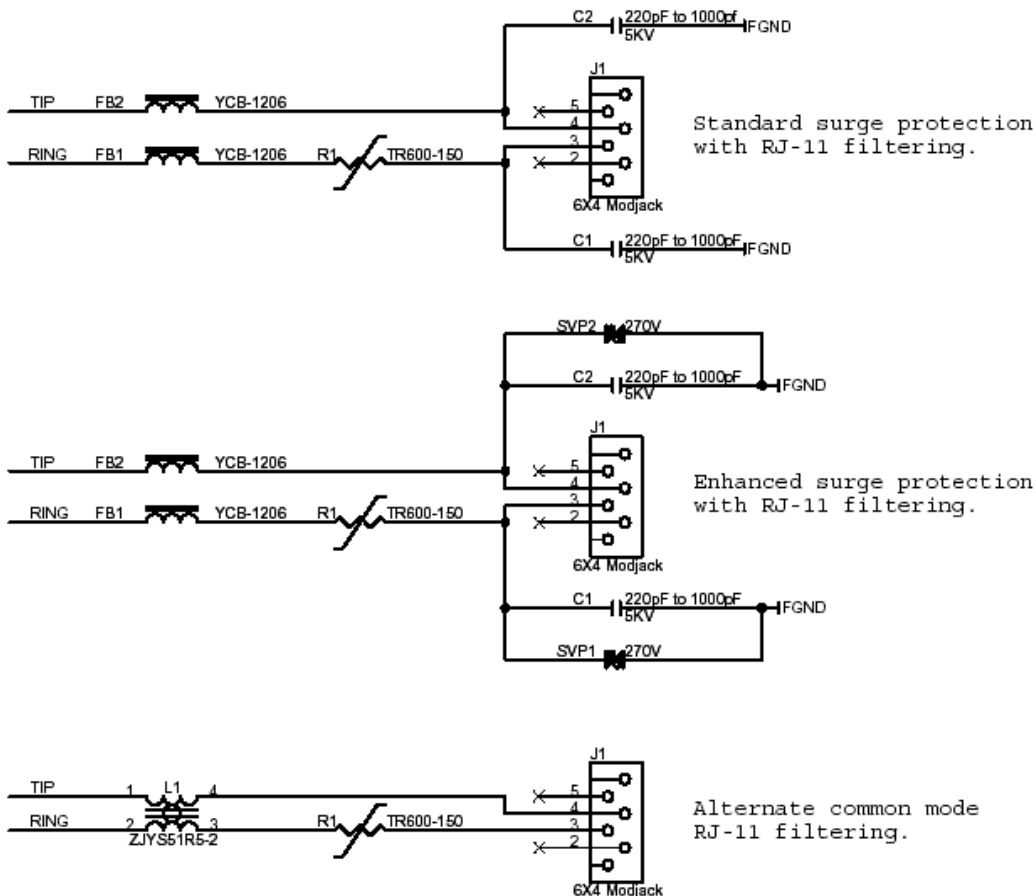 C2 220pF to 1000pf
5KV
FGND
J1
TIP FB2 YCB-1206
5
4
Standard surge protection
with RJ-11 filtering.
RING FB1 YCB-1206 R1 TR600-150
3
2
6X4 Modjack
C1 220pF to 1000pF
5KV
FGND
SVP2 270V
C2 220pF to 1000pF
5KV
FGND
J1
TIP FB2 YCB-1206
5
4
Enhanced surge protection
with RJ-11 filtering.
RING FB1 YCB-1206 R1 TR600-150
3
2
6X4 Modjack
C1 220pF to 1000pF
5KV
FGND
SVP1 270V
J1
TIP 1 L1 4
5
4
Alternate common mode
RJ-11 filtering.
RING 2 3 R1 TR600-150
3
2
ZJYS51R5-2
6X4 Modjack